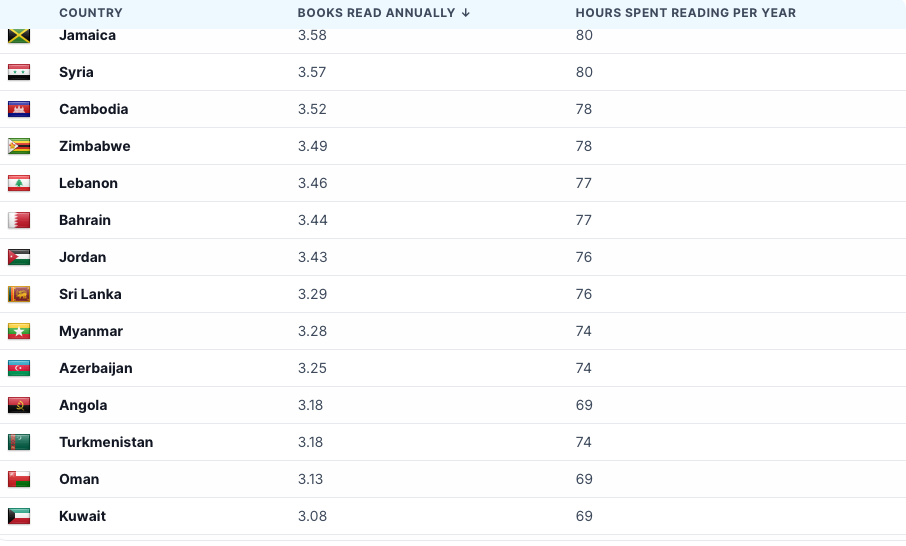 COUNTRY BOOKS READ ANNUALLY ↓ HOURS SPENT READING PER YEAR
Jamaica 3.58 80
Syria 3.57 80
Cambodia 3.52 78
Zimbabwe 3.49 78
Lebanon 3.46 77
Bahrain 3.44 77
Jordan 3.43 76
Sri Lanka 3.29 76
Myanmar 3.28 74
Azerbaijan 3.25 74
Angola 3.18 69
Turkmenistan 3.18 74
Oman 3.13 69
Kuwait 3.08 69